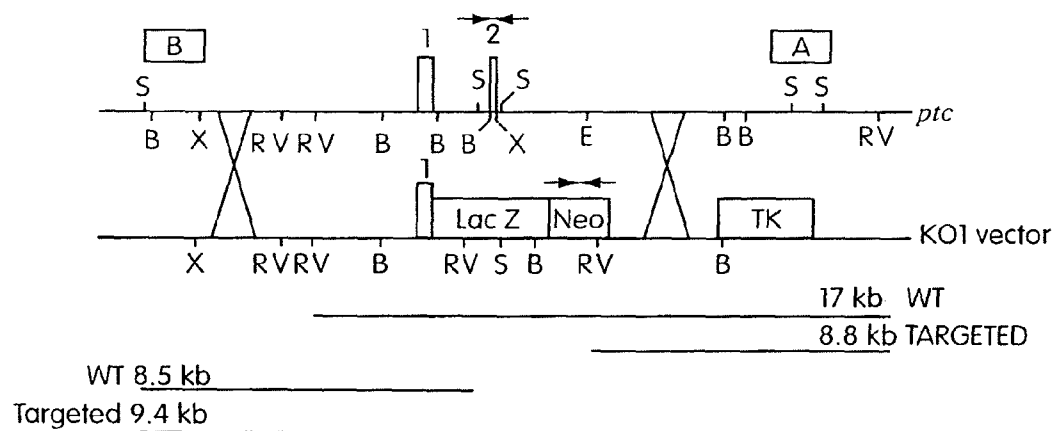 B 1 2 A
S S S S S
ptc
B X RV RV B B B X E B B RV
1
Lac Z Neo TK
KO1 vector
X RV RV B RV S B RV B
17 kb WT
8.8 kb TARGETED
WT 8.5 kb
Targeted 9.4 kb